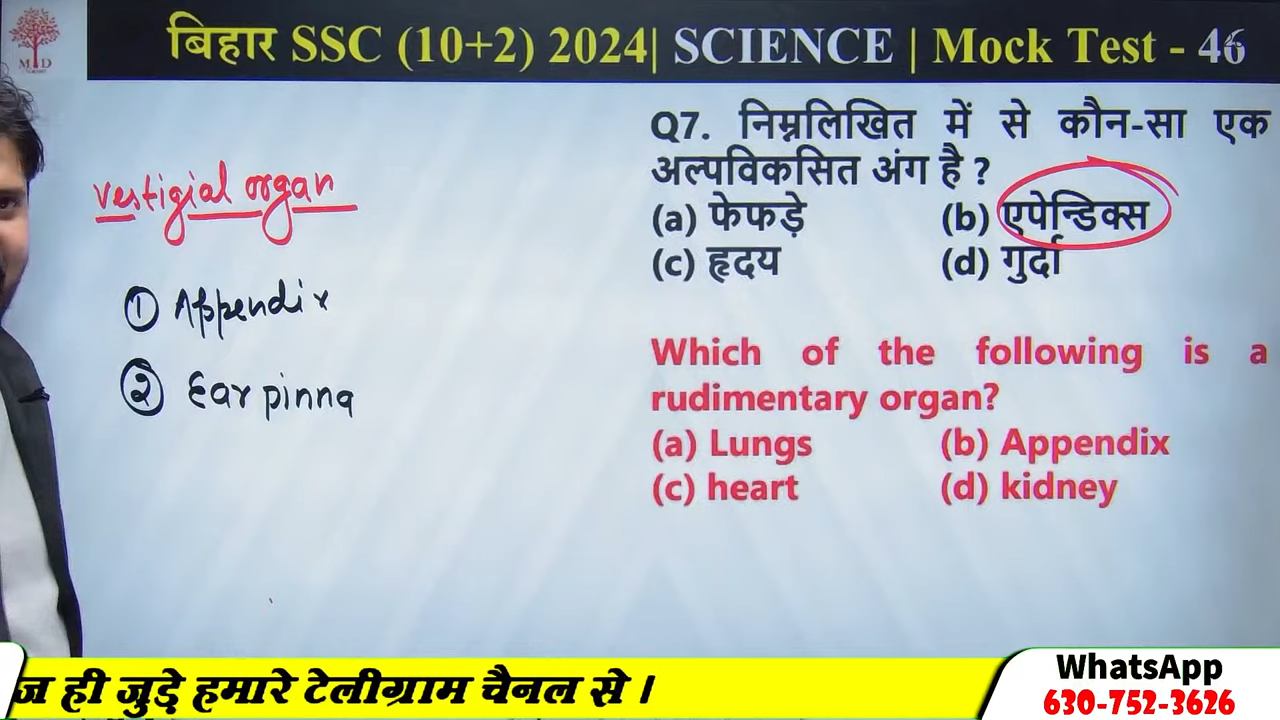 बिहार SSC (10+2) 2024| SCIENCE | Mock Test - 46
Vestigial organ
① Appendix
② Ear pinna
Q7. निम्नलिखित में से कौन-सा एक
अल्पविकसित अंग है ?
(a) फेफड़े (b) एपेन्डिक्स
(c) हृदय (d) गुर्दा
Which of the following is a
rudimentary organ?
(a) Lungs (b) Appendix
(c) heart (d) kidney
ज ही जुड़े हमारे टेलीग्राम चैनल से ।
WhatsApp
630-752-3626